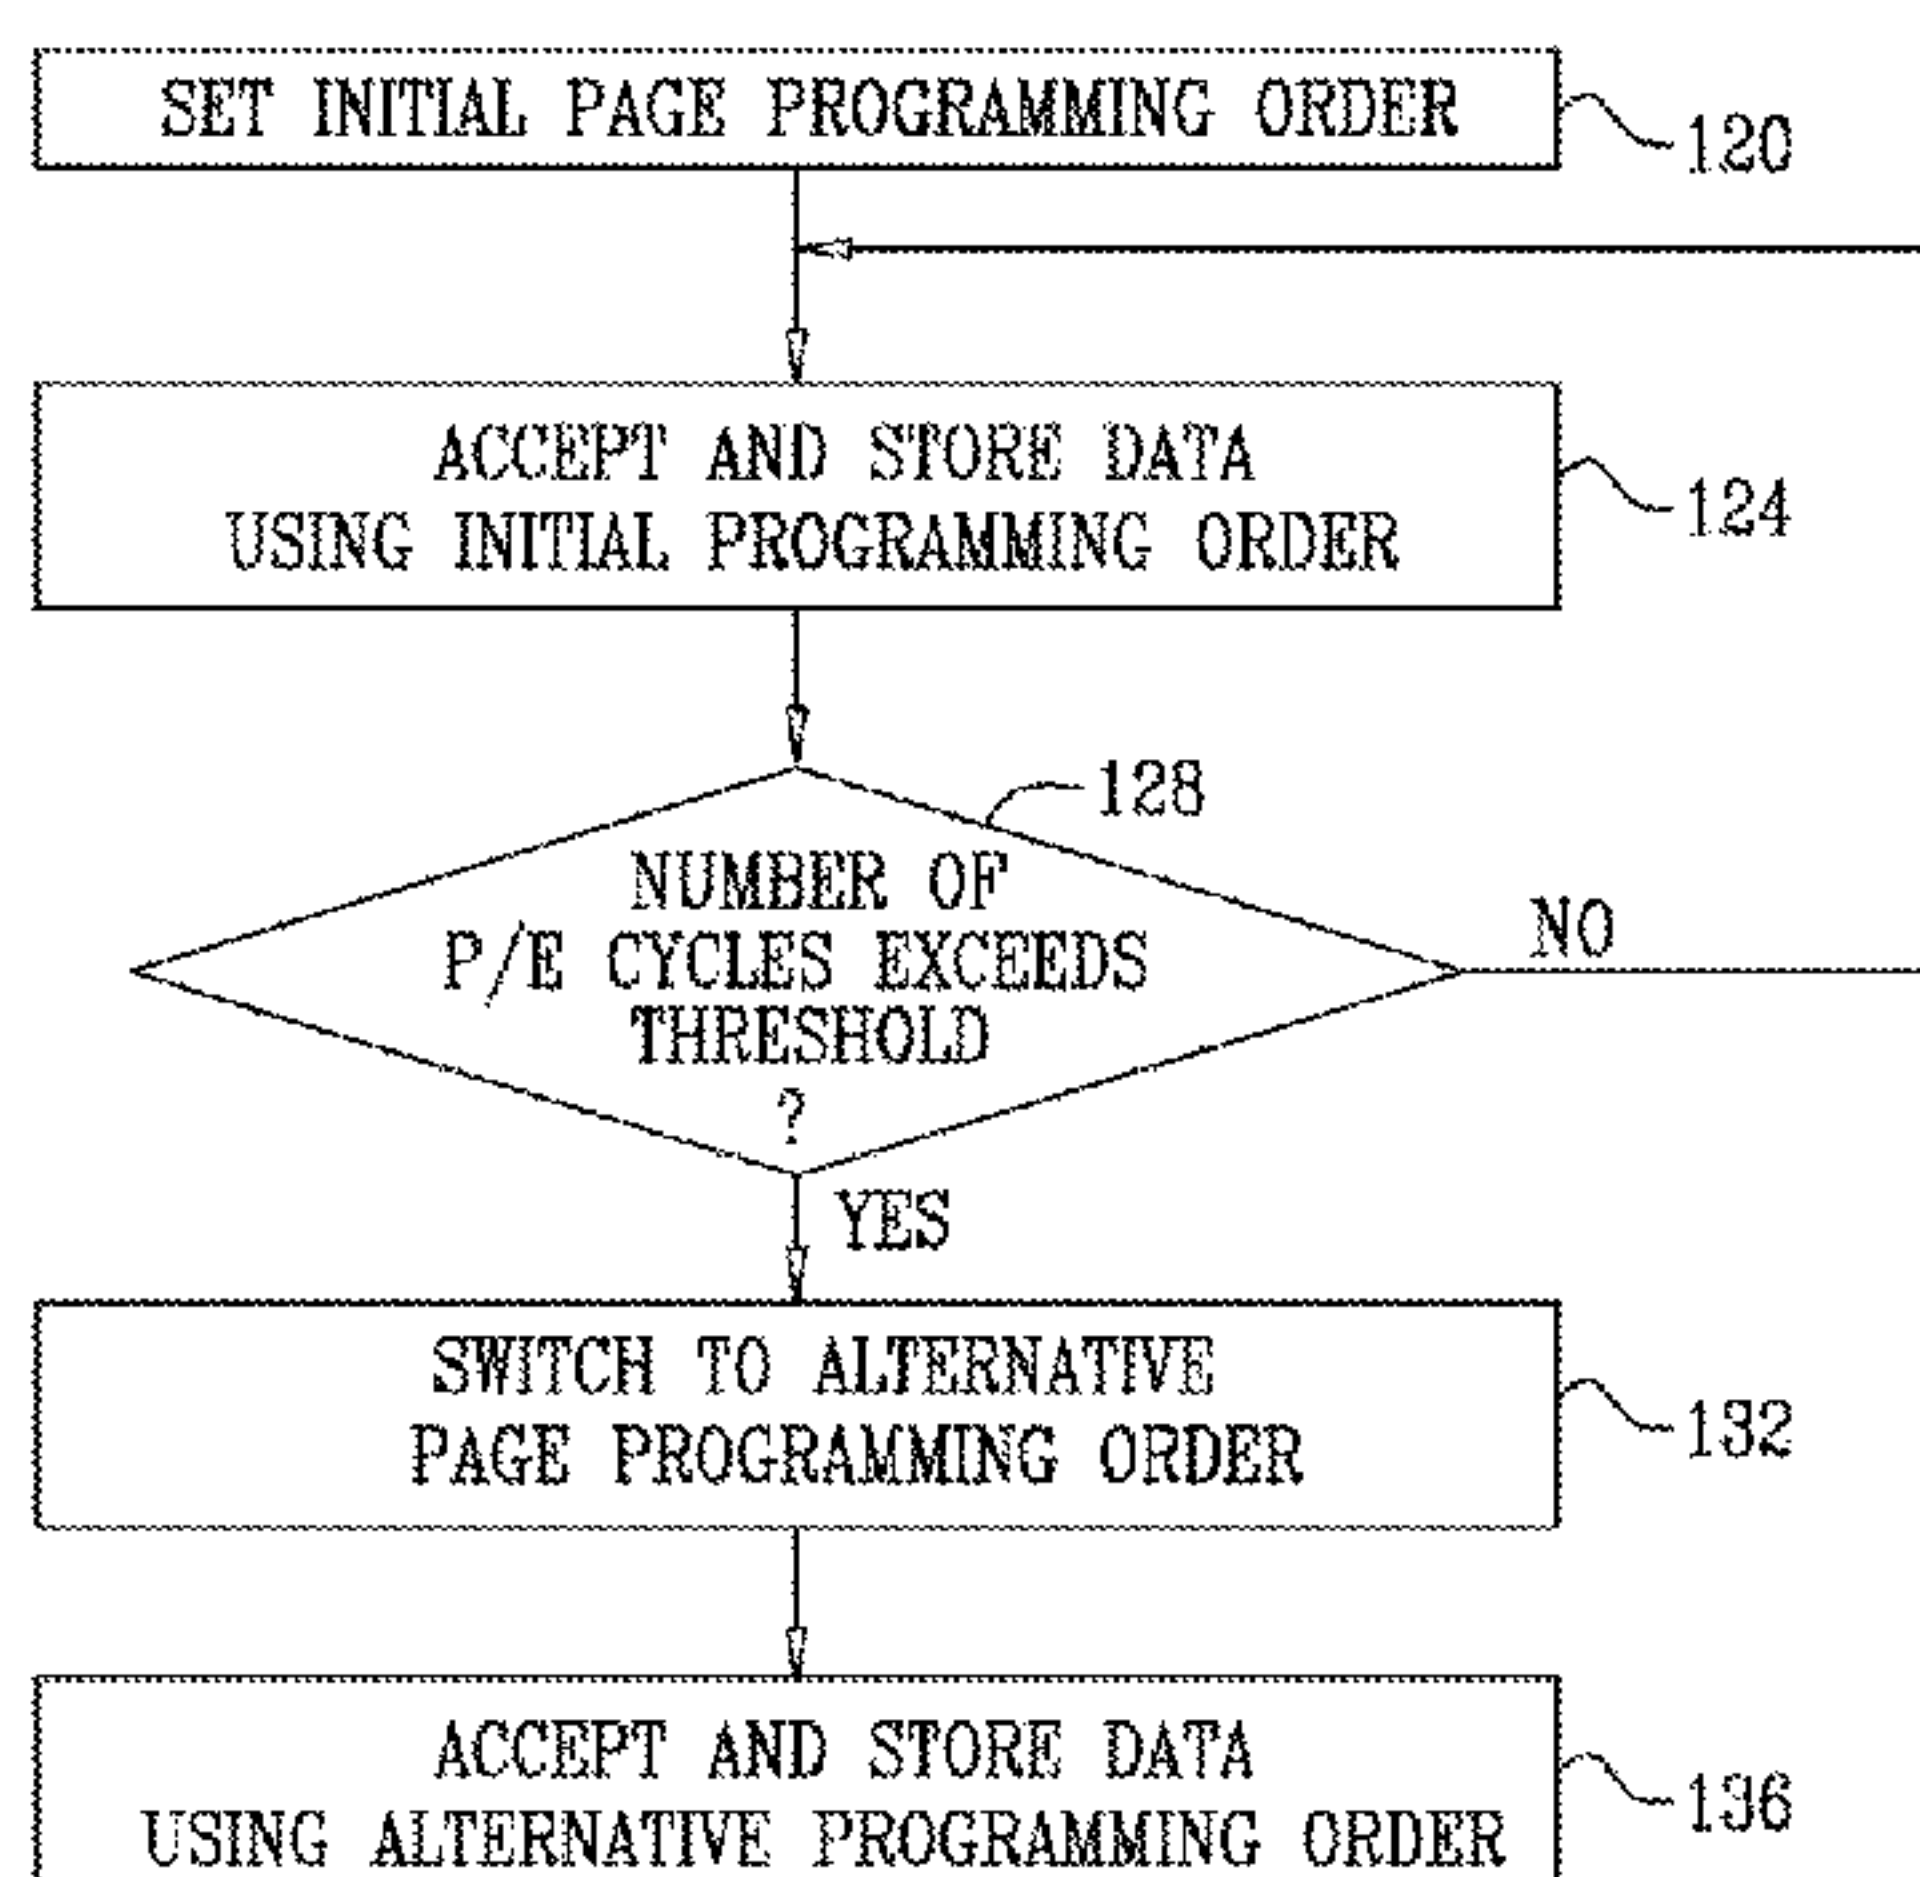 SET INITIAL PAGE PROGRAMMING ORDER
120
ACCEPT AND STORE DATA
USING INITIAL PROGRAMMING ORDER
124
128
NUMBER OF
P/E CYCLES EXCEEDS
THRESHOLD
?
NO
YES
SWITCH TO ALTERNATIVE
PAGE PROGRAMMING ORDER
132
ACCEPT AND STORE DATA
USING ALTERNATIVE PROGRAMMING ORDER
136